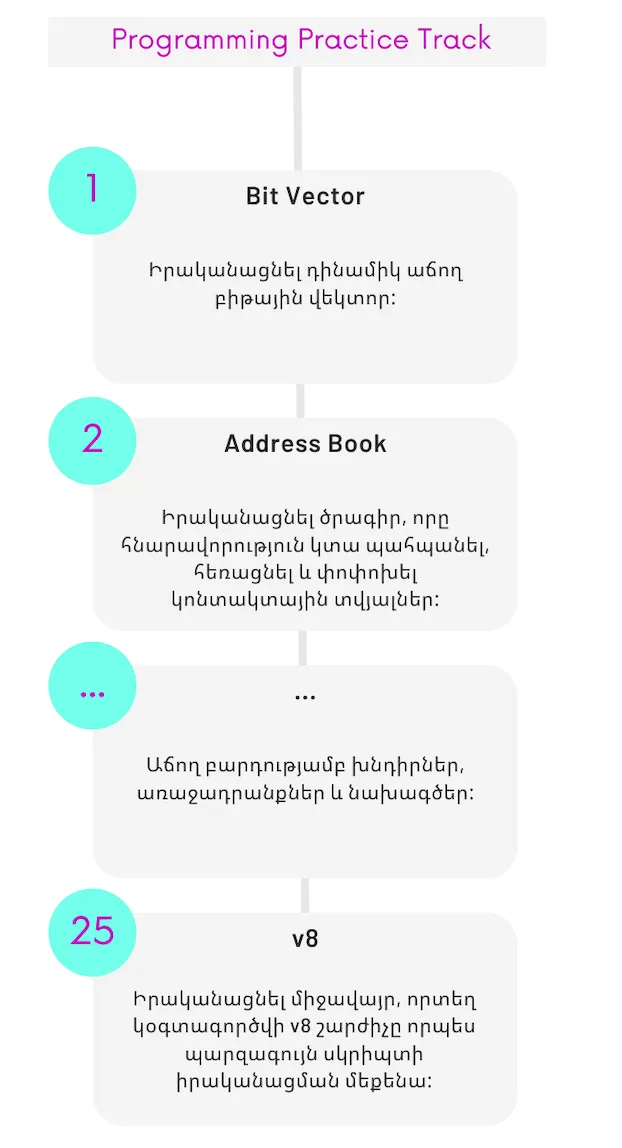 Programming Practice Track
1
Bit Vector
Իրականացնել դինամիկ աճող
բիթային վեկտոր:
2
Address Book
Իրականացնել ծրագիր, որը
հնարավորություն կտա պահպանել,
հեռացնել և փոփոխել
կոնտակտային տվյալներ:
...
...
Աճող բարդությամբ խնդիրներ,
առաջադրանքներ և նախագծեր:
25
v8
Իրականացնել միջավայր, որտեղ
կօգտագործվի v8 շարժիչը որպես
պարզագույն սկրիպտի
իրականացման մեքենա: